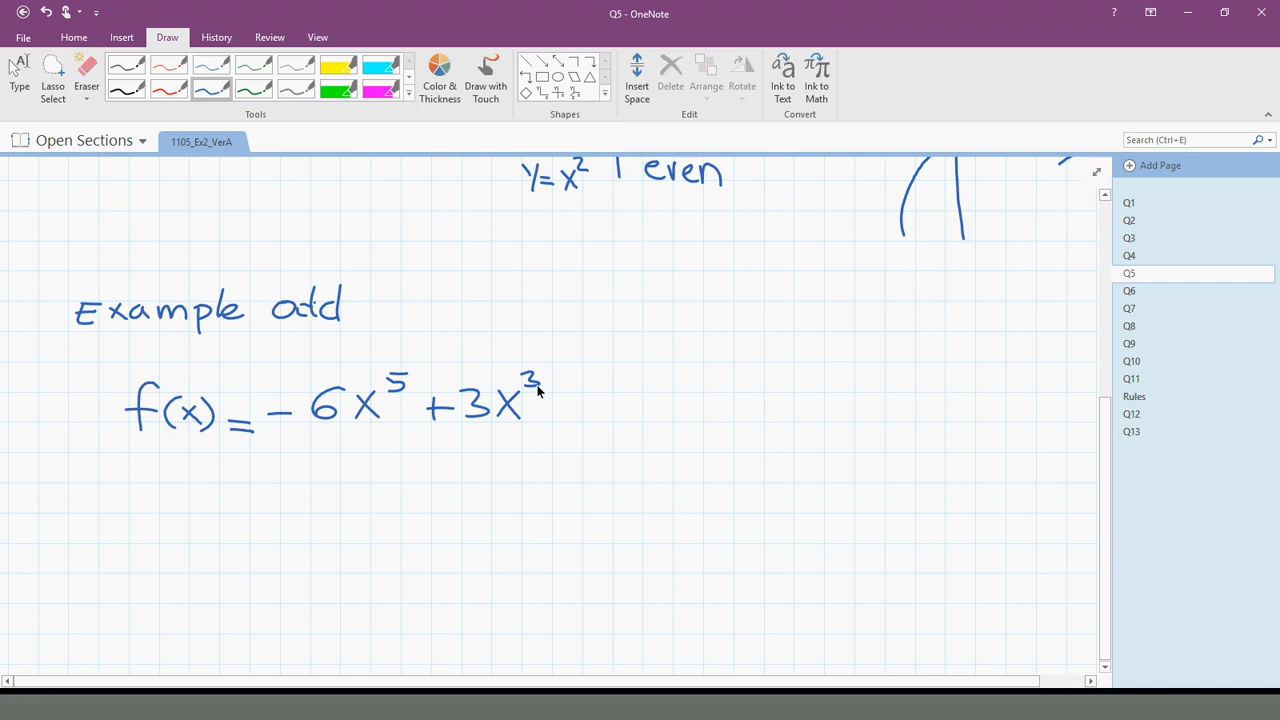 Q5 - OneNote
File Home Insert Draw History Review View
Type
Lasso Select
Eraser
Color & Thickness
Draw with Touch
Insert Space
Delete
Arrange
Rotate
Ink to Text
Ink to Math
Tools
Shapes
Edit
Convert
Open Sections
1105_Ex2_VerA
Search (Ctrl+E)
Add Page
y=x² even
Q1
Q2
Q3
Q4
Q5
Q6
Q7
Q8
Q9
Q10
Q11
Rules
Q12
Q13
Example odd
f(x) = - 6x⁵ + 3x³